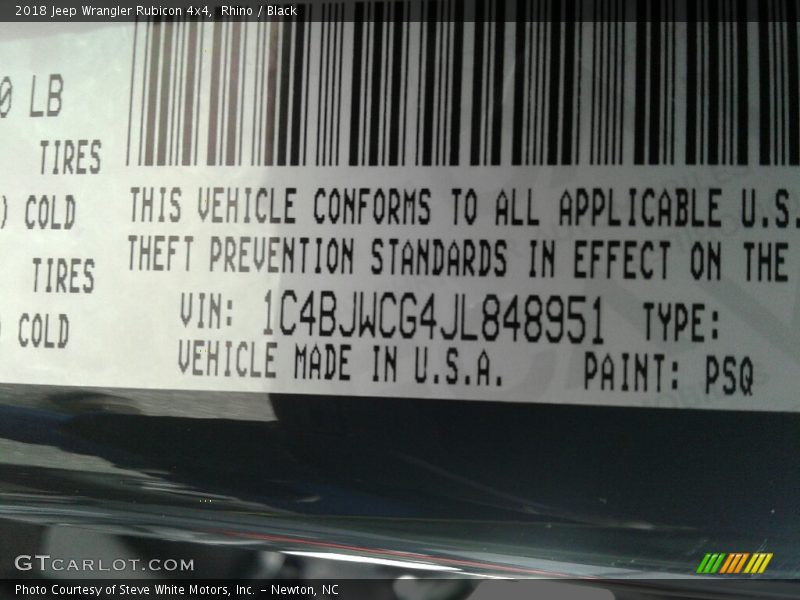 2018 Jeep Wrangler Rubicon 4x4, Rhino / Black
0 LB
TIRES
) COLD
TIRES
COLD
THIS VEHICLE CONFORMS TO ALL APPLICABLE U.S.
THEFT PREVENTION STANDARDS IN EFFECT ON THE
VIN: 1C4BJWCG4JL848951 TYPE:
VEHICLE MADE IN U.S.A. PAINT: PSQ
GTCARLOT.COM
Photo Courtesy of Steve White Motors, Inc. – Newton, NC